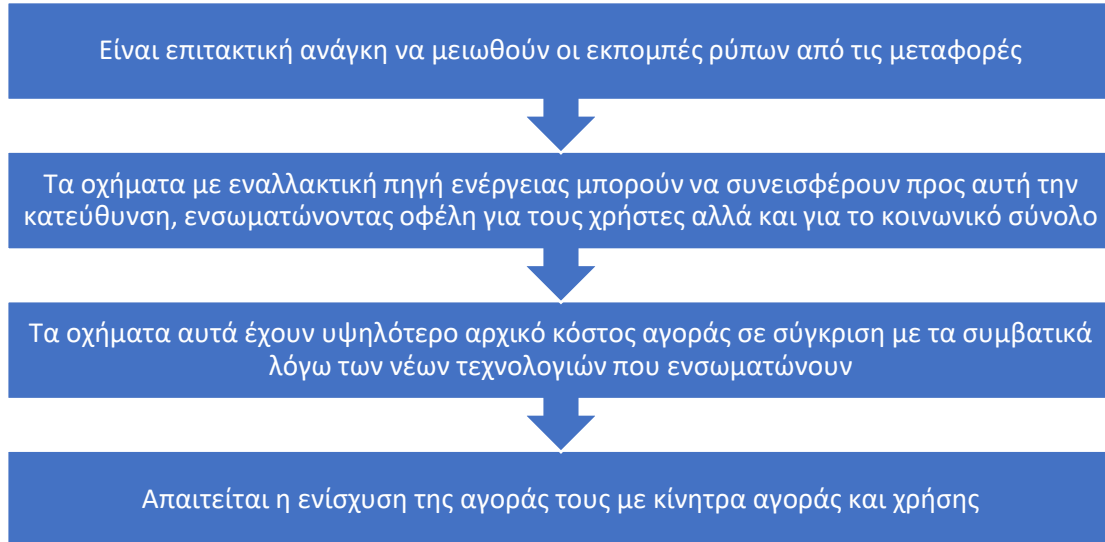 Είναι επιτακτική ανάγκη να μειωθούν οι εκπομπές ρύπων από τις μεταφορές
Τα οχήματα με εναλλακτική πηγή ενέργειας μπορούν να συνεισφέρουν προς αυτή την
κατεύθυνση, ενσωματώνοντας οφέλη για τους χρήστες αλλά και για το κοινωνικό σύνολο
Τα οχήματα αυτά έχουν υψηλότερο αρχικό κόστος αγοράς σε σύγκριση με τα συμβατικά
λόγω των νέων τεχνολογιών που ενσωματώνουν
Απαιτείται η ενίσχυση της αγοράς τους με κίνητρα αγοράς και χρήσης